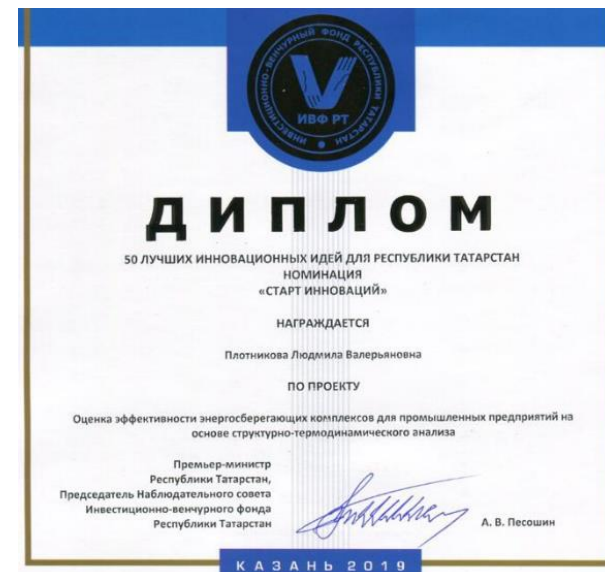 ИНВЕСТИЦИОННО-ВЕНЧУРНЫЙ ФОНД РЕСПУБЛИКИ ТАТАРСТАН
ИВФ РТ
ДИПЛОМ
50 ЛУЧШИХ ИННОВАЦИОННЫХ ИДЕЙ ДЛЯ РЕСПУБЛИКИ ТАТАРСТАН
НОМИНАЦИЯ
«СТАРТ ИННОВАЦИЙ»
НАГРАЖДАЕТСЯ
Плотникова Людмила Валерьяновна
ПО ПРОЕКТУ
Оценка эффективности энергосберегающих комплексов для промышленных предприятий на
основе структурно-термодинамического анализа
Премьер-министр
Республики Татарстан,
Председатель Наблюдательного совета
Инвестиционно-венчурного фонда
Республики Татарстан
А. В. Песошин
КАЗАНЬ 2019